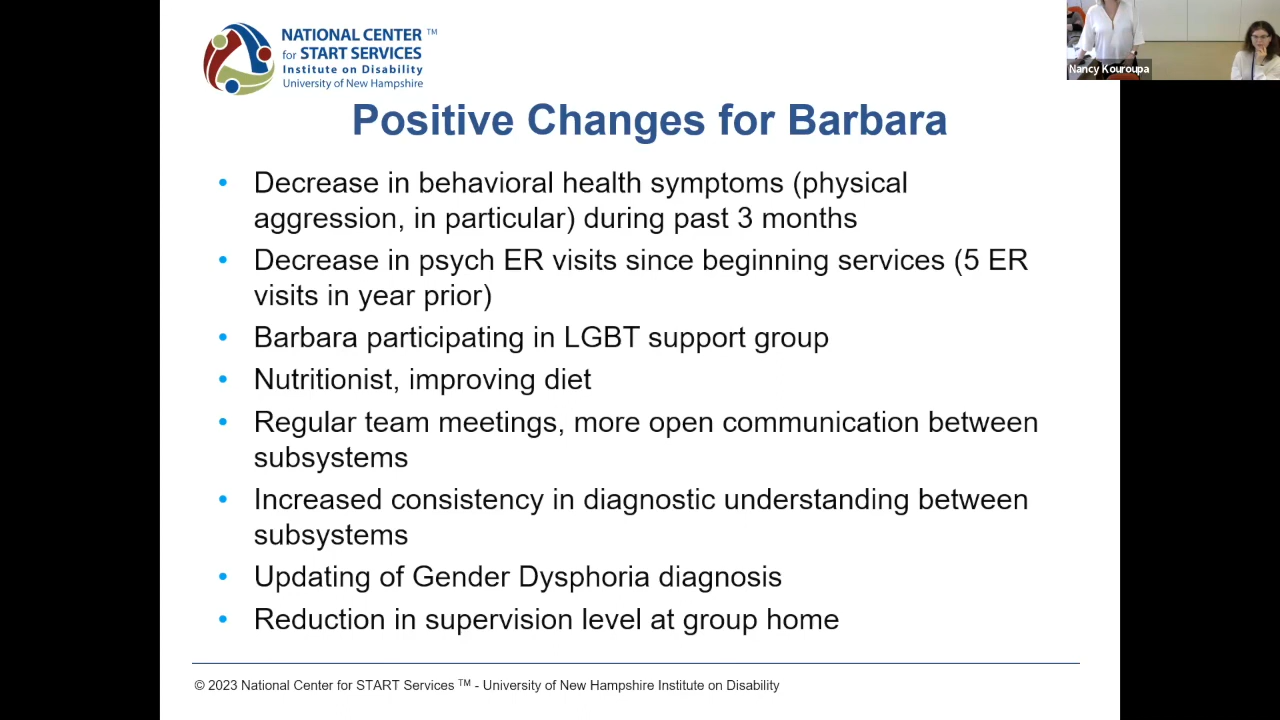 NATIONAL CENTER TM
for START SERVICES
Institute on Disability
University of New Hampshire
Nancy Kouroupa
Positive Changes for Barbara
• Decrease in behavioral health symptoms (physical
aggression, in particular) during past 3 months
• Decrease in psych ER visits since beginning services (5 ER
visits in year prior)
• Barbara participating in LGBT support group
• Nutritionist, improving diet
• Regular team meetings, more open communication between
subsystems
• Increased consistency in diagnostic understanding between
subsystems
• Updating of Gender Dysphoria diagnosis
• Reduction in supervision level at group home
© 2023 National Center for START Services TM - University of New Hampshire Institute on Disability